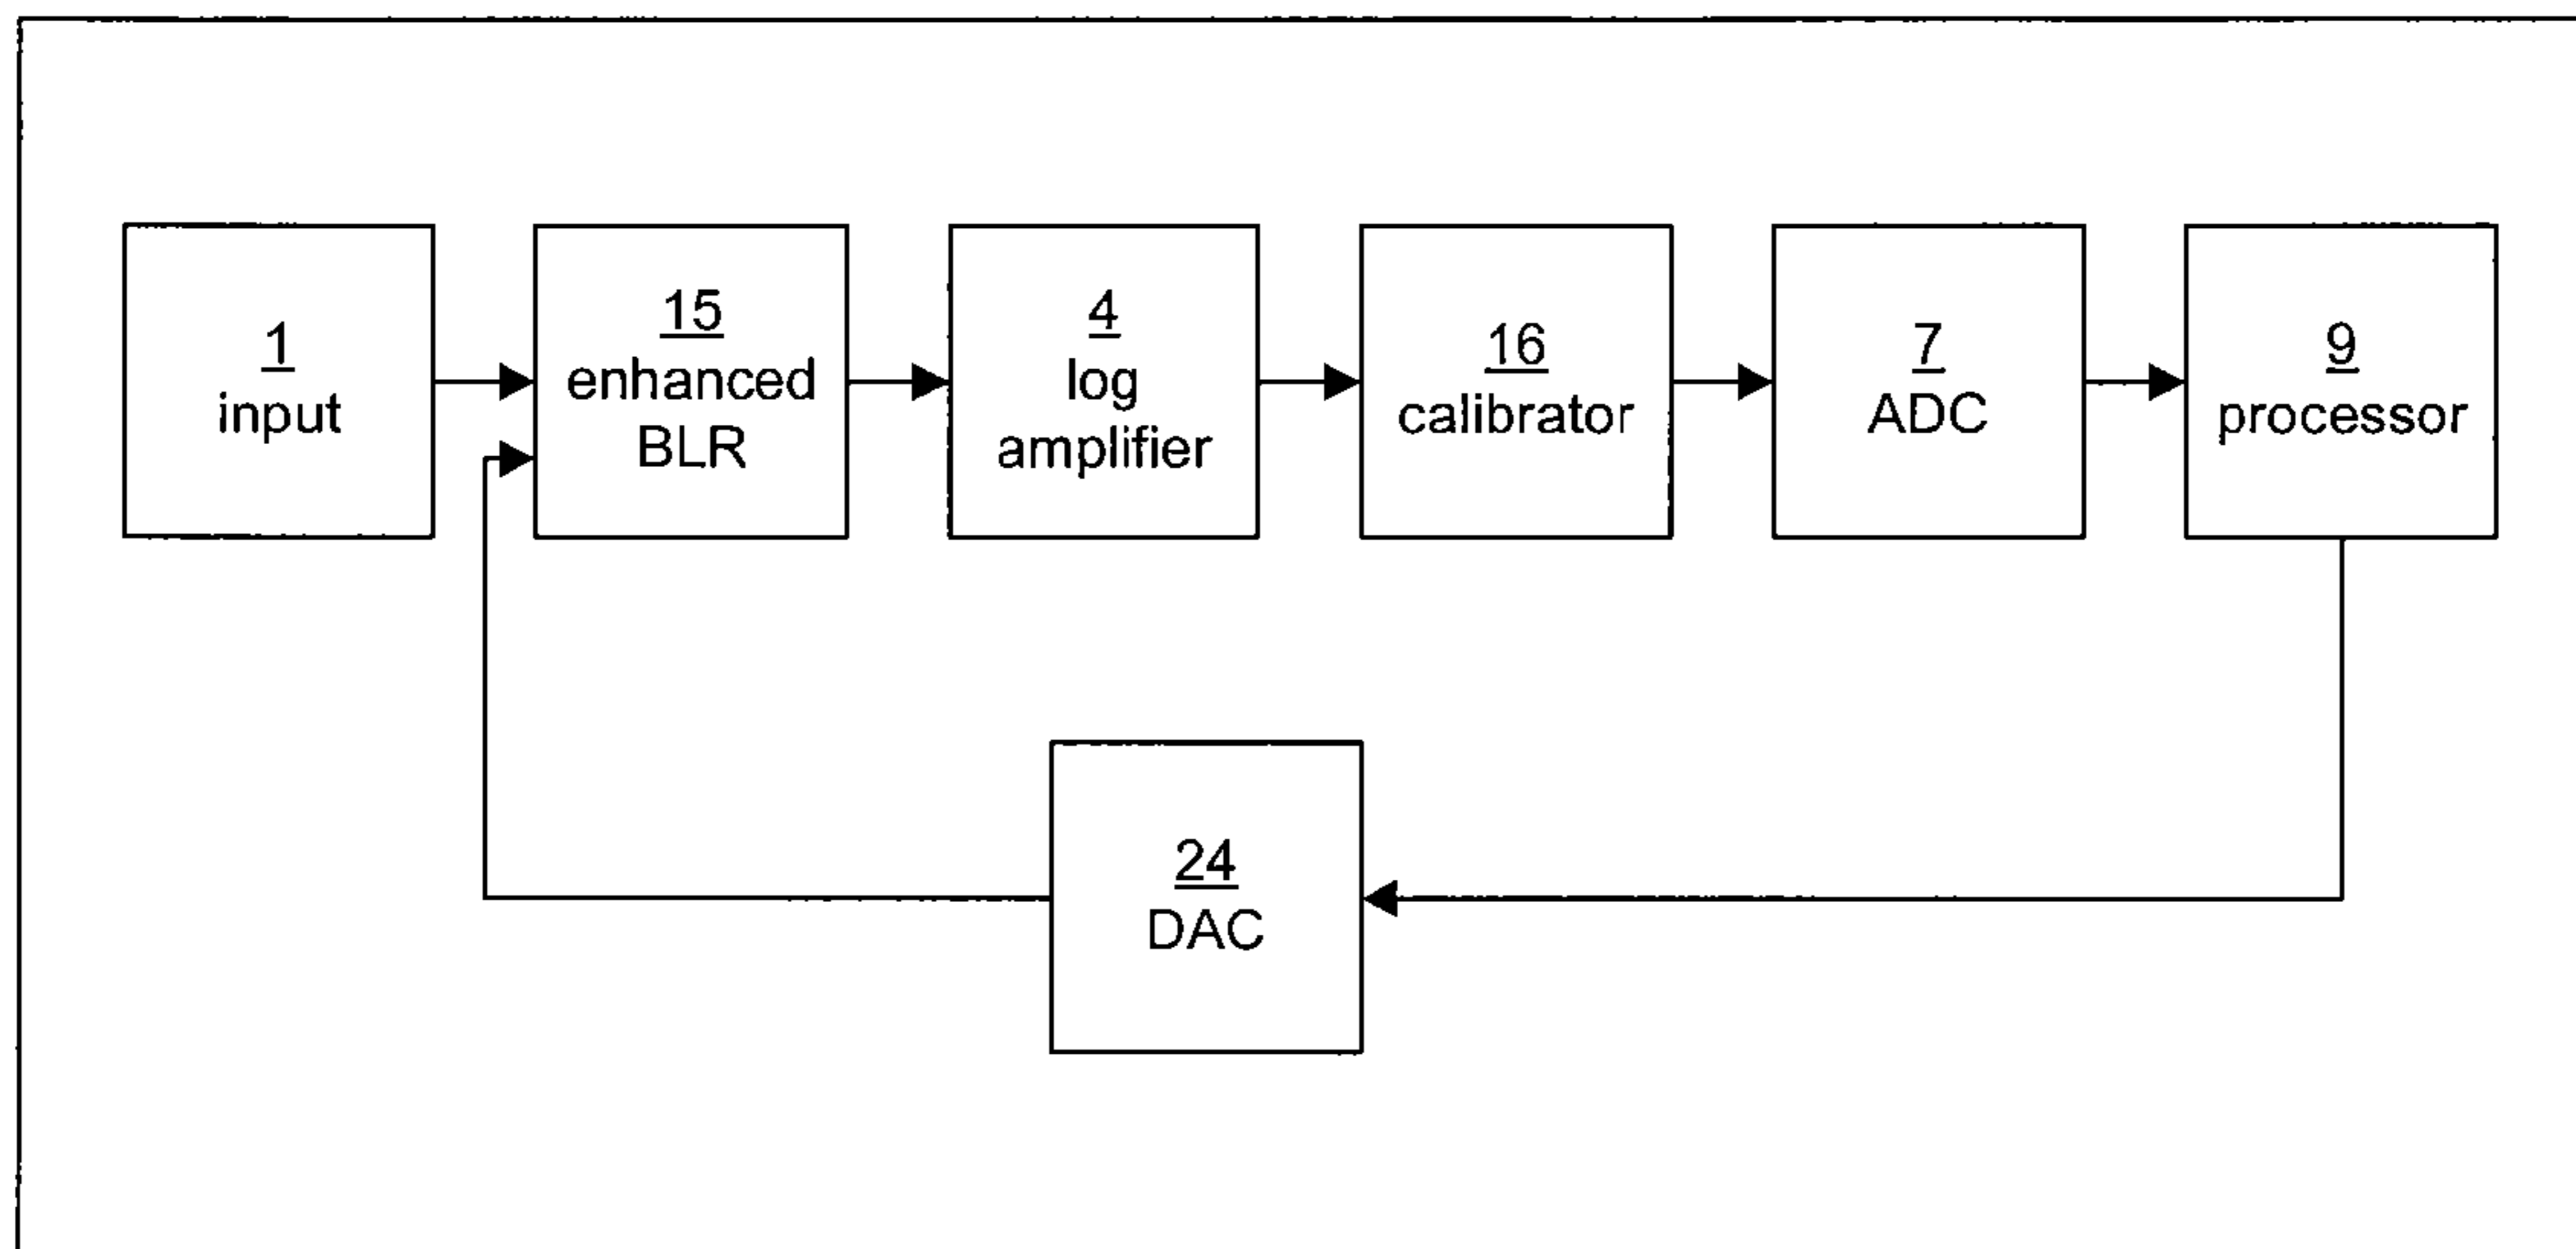 1
input
15
enhanced
BLR
4
log
amplifier
16
calibrator
7
ADC
9
processor
24
DAC